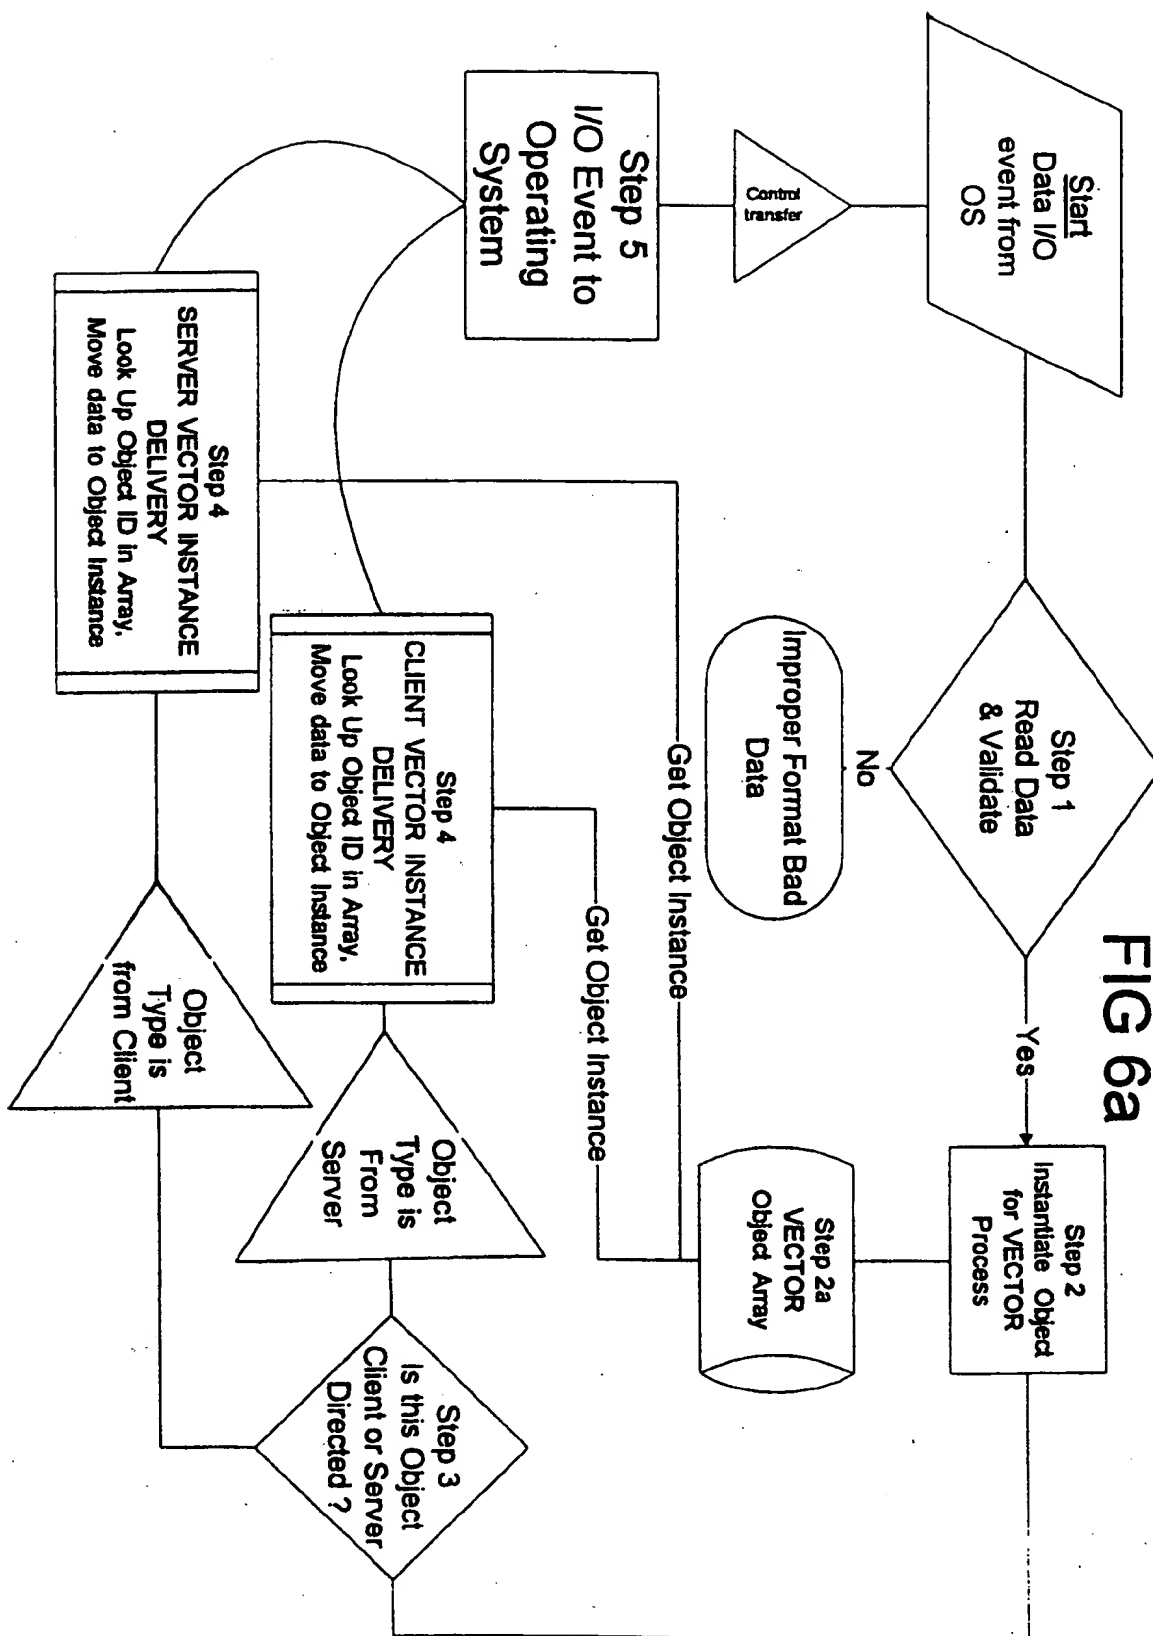 FIG 6a
Start
Data I/O
event from
OS
Step 1
Read Data
& Validate
Yes
No
Improper Format Bad
Data
Step 2
Instantiate Object
for VECTOR
Process
Step 2a
VECTOR
Object Array
Control
transfer
Step 5
I/O Event to
Operating
System
Get Object Instance
Get Object Instance
Step 3
Is this Object
Client or Server
Directed ?
Object
Type is
From
Server
Step 4
CLIENT VECTOR INSTANCE
DELIVERY
Look Up Object ID in Array,
Move data to Object Instance
Object
Type is
from Client
Step 4
SERVER VECTOR INSTANCE
DELIVERY
Look Up Object ID in Array,
Move data to Object Instance